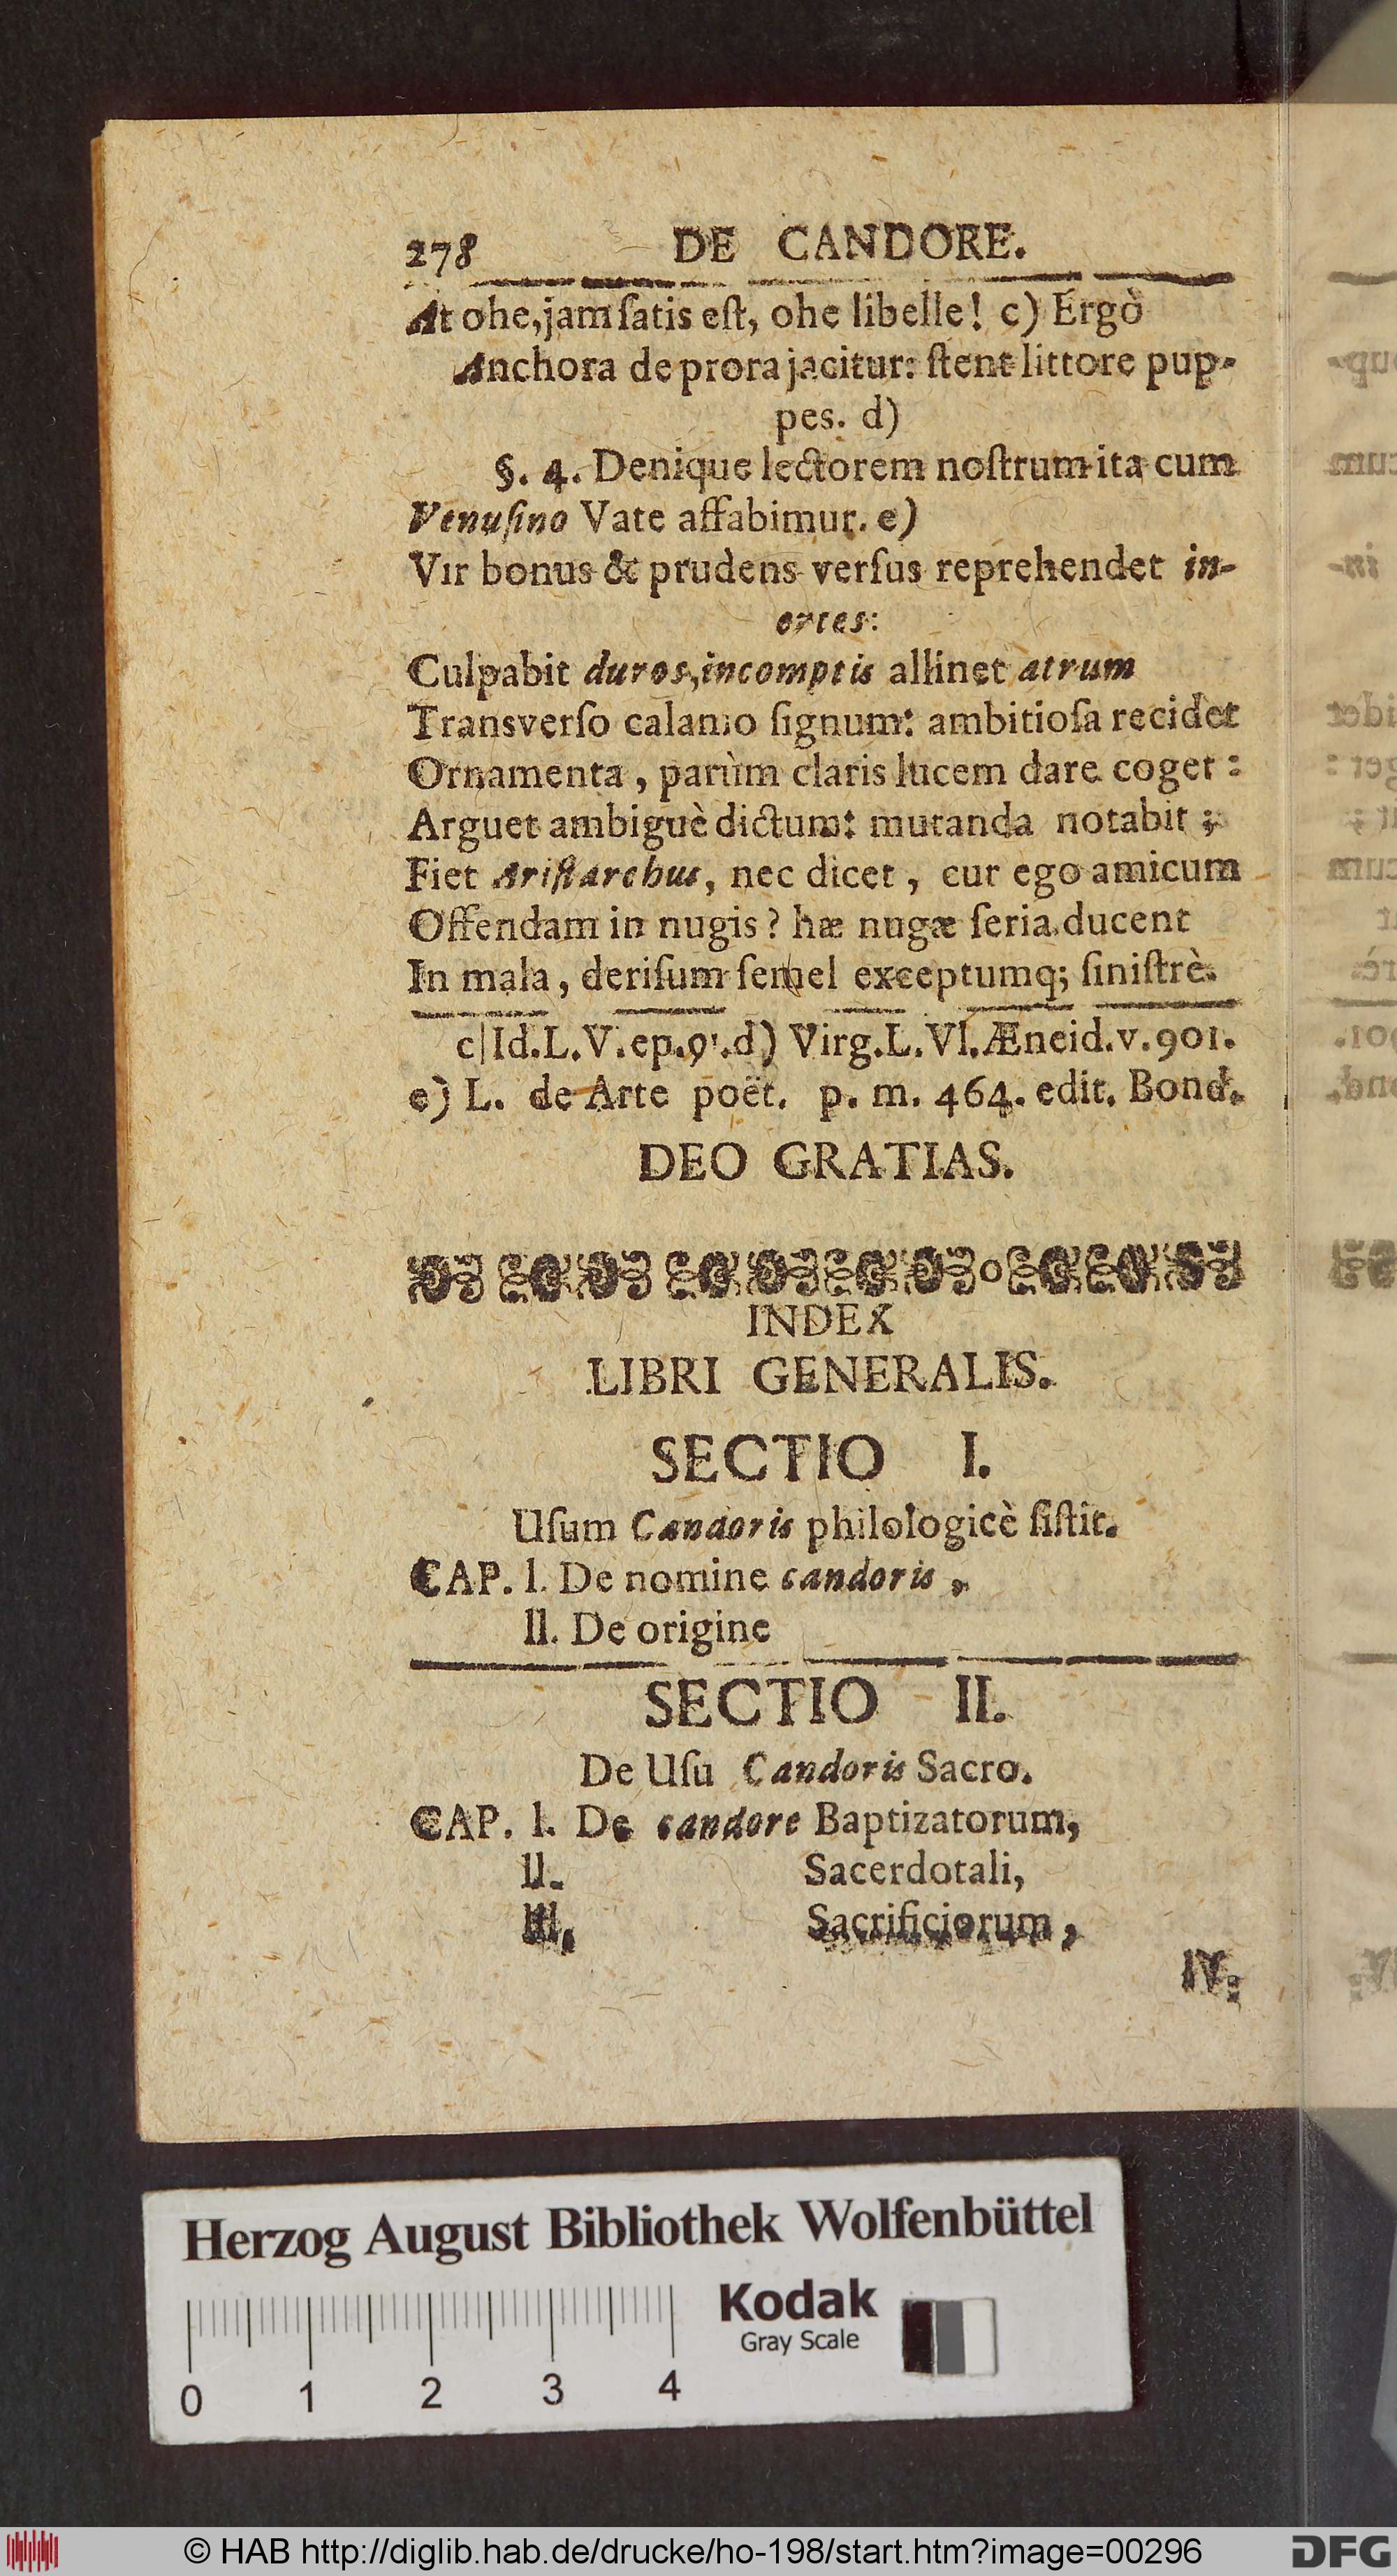 278 DE CANDORE.
At ohe, jam ſatis eſt, ohe libelle! c) Ergò
Anchora de prora jacitur: ſtent littore pup-
pes. d)
§. 4. Denique lectorem noſtrum ita cum
Venuſino Vate affabimur. e)
Vir bonus & prudens verſus reprehendet in-
ertes:
Culpabit duros, incomptis allinet atrum
Transverſo calamo ſignum: ambitioſa recidet
Ornamenta, parùm claris lucem dare coget:
Arguet ambiguè dictum: mutanda notabit;
Fiet Ariſtarchus, nec dicet, cur ego amicum
Offendam in nugis? hæ nugæ ſeria ducent
In mala, deriſum ſemel exceptumq; ſiniſtrè.
c) Id. L. V. ep. d) Virg. L. VI. Æneid. v. 901.
e) L. de Arte poët. p. m. 464. edit. Bond.
DEO GRATIAS.
INDEX
LIBRI GENERALIS.
SECTIO I.
Uſum Candoris philologicè ſiſtit.
CAP. I. De nomine candoris,
II. De origine
SECTIO II.
De Uſu Candoris Sacro.
CAP. I. De candore Baptizatorum,
II. Sacerdotali,
III. Sacrificiorum,
IV.
Herzog August Bibliothek Wolfenbüttel
Kodak
Gray Scale
0 1 2 3 4
© HAB http://diglib.hab.de/drucke/ho-198/start.htm?image=00296
DFG